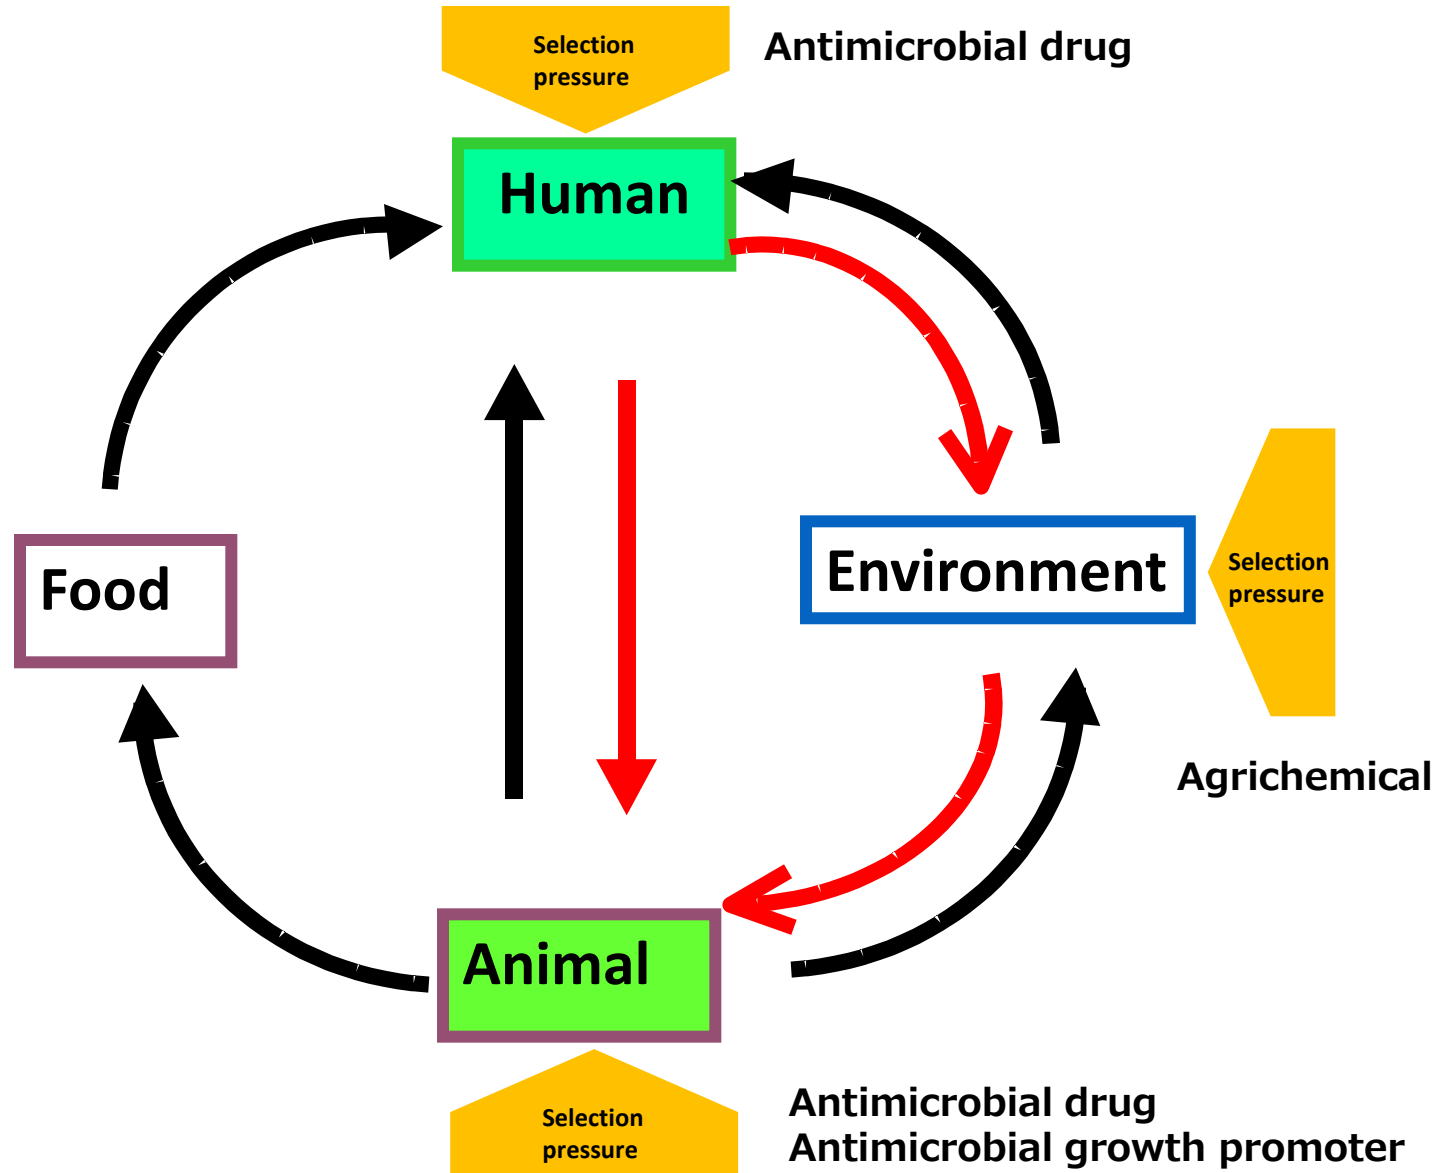 Selection
pressure
Antimicrobial drug
Human
Food
Environment
Selection
pressure
Agrichemical
Animal
Selection
pressure
Antimicrobial drug
Antimicrobial growth promoter